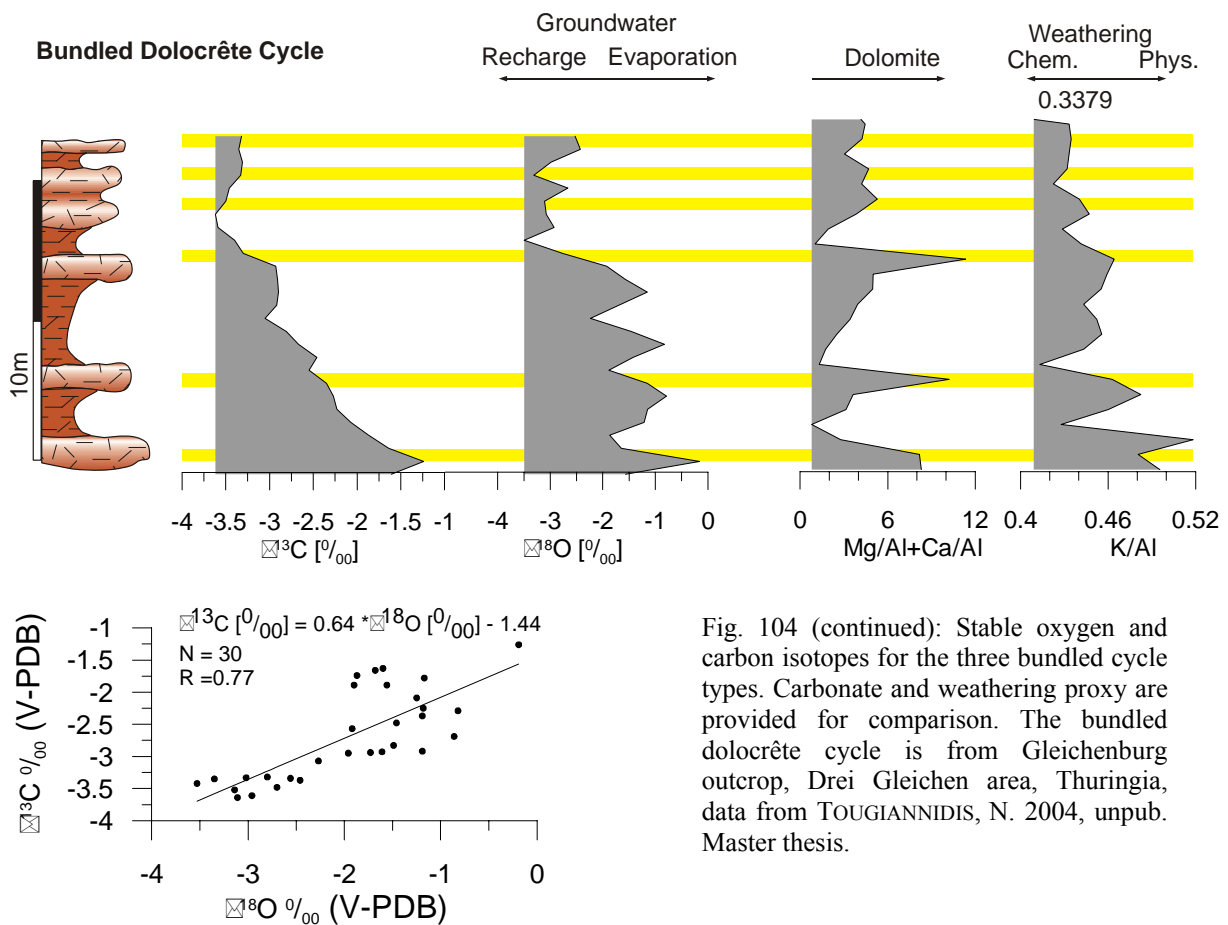 Bundled Dolocrête Cycle
Groundwater
Recharge Evaporation
Dolomite
Weathering
Chem. Phys.
0.3379
10m
-4 -3.5 -3 -2.5 -2 -1.5 -1
¹³C [⁰/₀₀]
-4 -3 -2 -1 0
¹⁸O [⁰/₀₀]
0 6 12
Mg/Al+Ca/Al
0.4 0.46 0.52
K/Al
¹³C [⁰/₀₀] = 0.64 * ¹⁸O [⁰/₀₀] - 1.44
N = 30
R =0.77
-1
-1.5
-2
-2.5
-3
-3.5
-4
¹³C ⁰/₀₀ (V-PDB)
-4 -3 -2 -1 0
¹⁸O ⁰/₀₀ (V-PDB)
Fig. 104 (continued): Stable oxygen and
carbon isotopes for the three bundled cycle
types. Carbonate and weathering proxy are
provided for comparison. The bundled
dolocrête cycle is from Gleichenburg
outcrop, Drei Gleichen area, Thuringia,
data from TOUGIANNIDIS, N. 2004, unpub.
Master thesis.